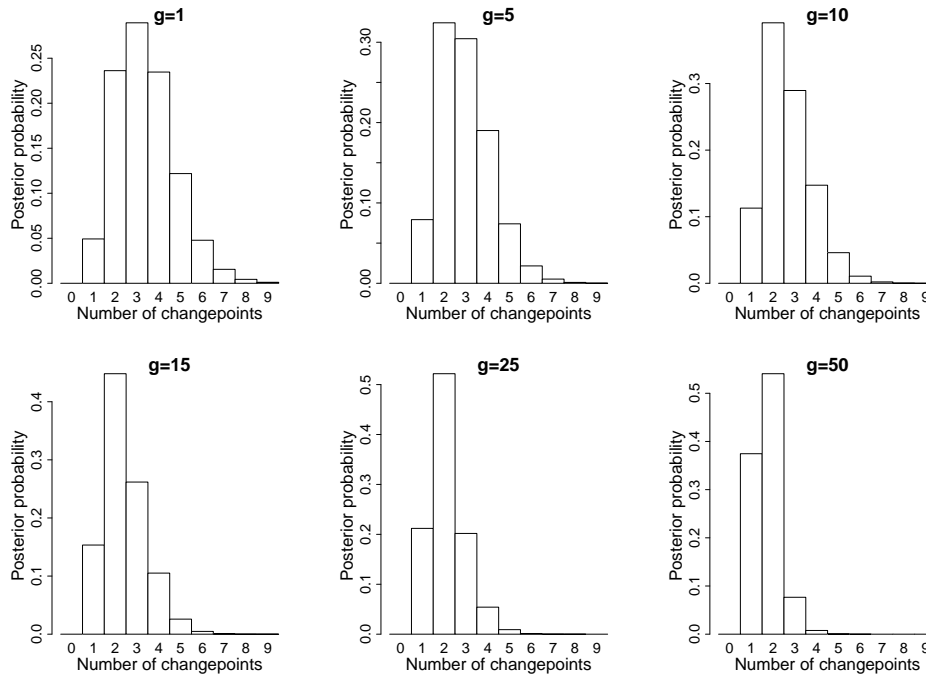 g=1
Posterior probability
0.00 0.05 0.10 0.15 0.20 0.25
0 1 2 3 4 5 6 7 8 9
Number of changepoints
g=5
Posterior probability
0.00 0.10 0.20 0.30
0 1 2 3 4 5 6 7 8 9
Number of changepoints
g=10
Posterior probability
0.0 0.1 0.2 0.3
0 1 2 3 4 5 6 7 8 9
Number of changepoints
g=15
Posterior probability
0.0 0.1 0.2 0.3 0.4
0 1 2 3 4 5 6 7 8 9
Number of changepoints
g=25
Posterior probability
0.0 0.1 0.2 0.3 0.4 0.5
0 1 2 3 4 5 6 7 8 9
Number of changepoints
g=50
Posterior probability
0.0 0.1 0.2 0.3 0.4 0.5
0 1 2 3 4 5 6 7 8 9
Number of changepoints